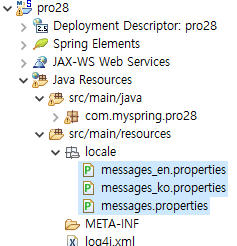 pro28
Deployment Descriptor: pro28
Spring Elements
JAX-WS Web Services
Java Resources
src/main/java
com.myspring.pro28
src/main/resources
locale
messages_en.properties
messages_ko.properties
messages.properties
META-INF
log4j.xml